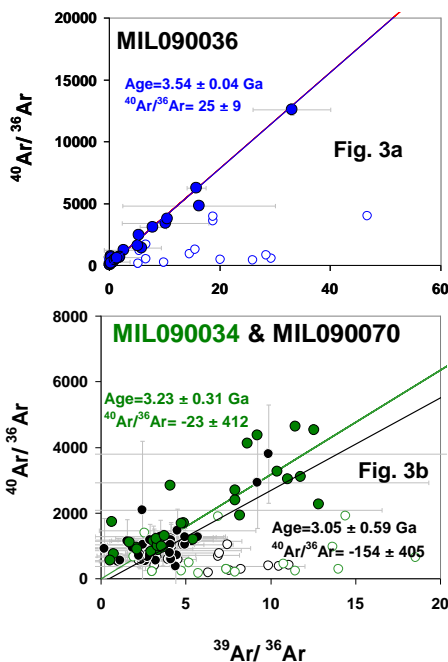 20000
MIL090036
Age=3.54 ± 0.04 Ga
40Ar/36Ar= 25 ± 9
15000
10000
Fig. 3a
5000
0
0 20 40 60
40Ar/ 36Ar
8000
MIL090034 & MIL090070
Age=3.23 ± 0.31 Ga
40Ar/36Ar= -23 ± 412
6000
4000
Fig. 3b
2000
Age=3.05 ± 0.59 Ga
40Ar/36Ar= -154 ± 405
0
0 5 10 15 20
40Ar/ 36Ar
39Ar/ 36Ar